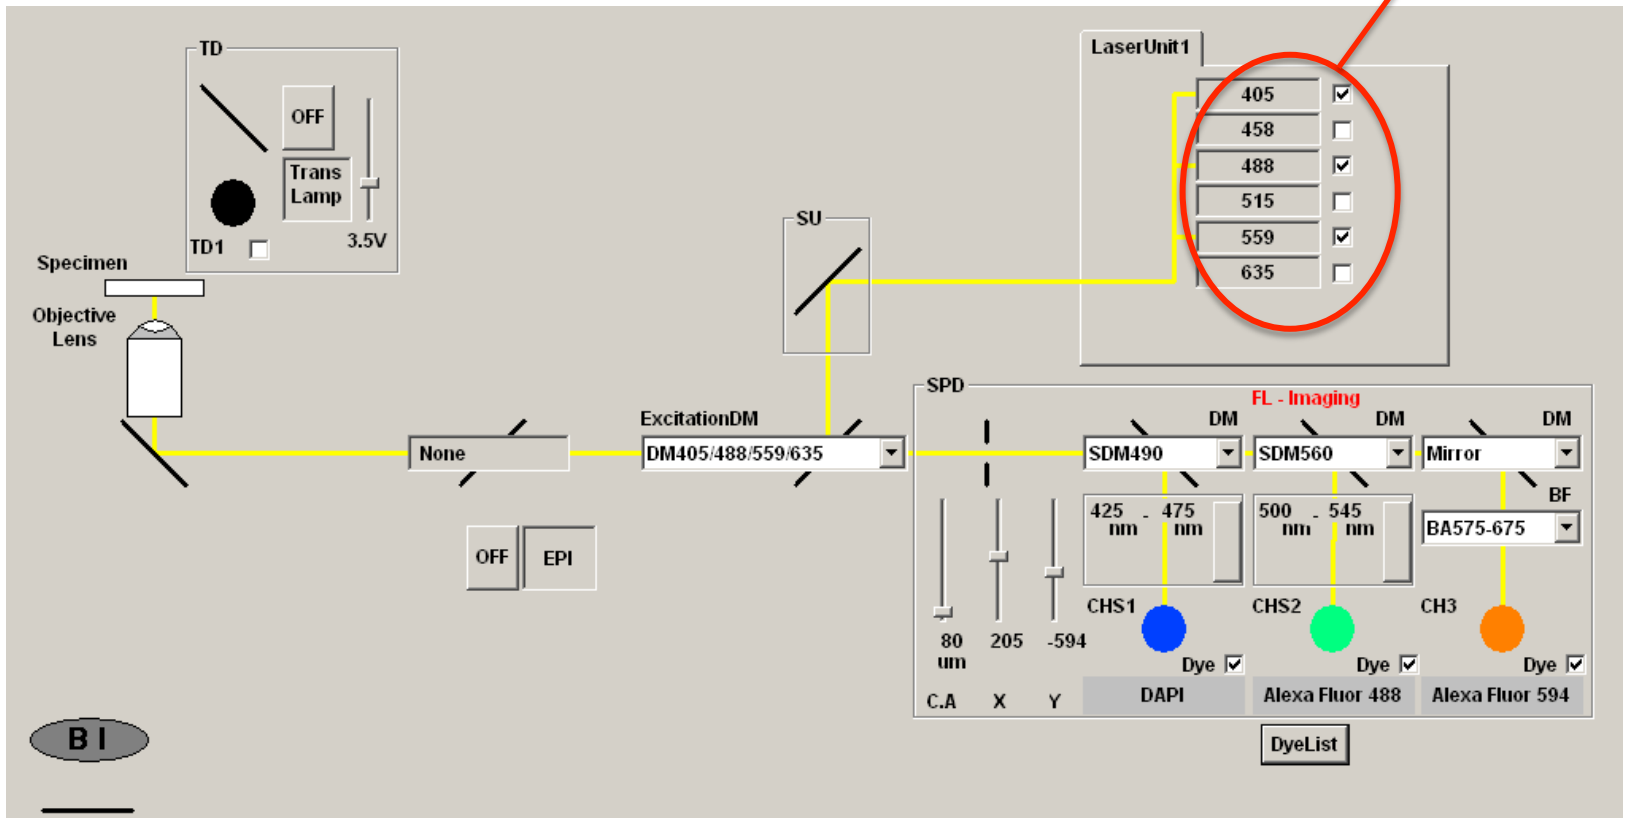 TD
OFF
Trans
Lamp
TD1
3.5V
LaserUnit1
405
458
488
515
559
635
SU
Specimen
Objective
Lens
None
ExcitationDM
DM405/488/559/635
OFF
EPI
SPD
FL - Imaging
DM
DM
DM
SDM490
SDM560
Mirror
BF
425 nm - 475 nm
500 nm - 545 nm
BA575-675
CHS1
CHS2
CH3
80 um
205
-594
C.A
X
Y
Dye
Dye
Dye
DAPI
Alexa Fluor 488
Alexa Fluor 594
DyeList
B I